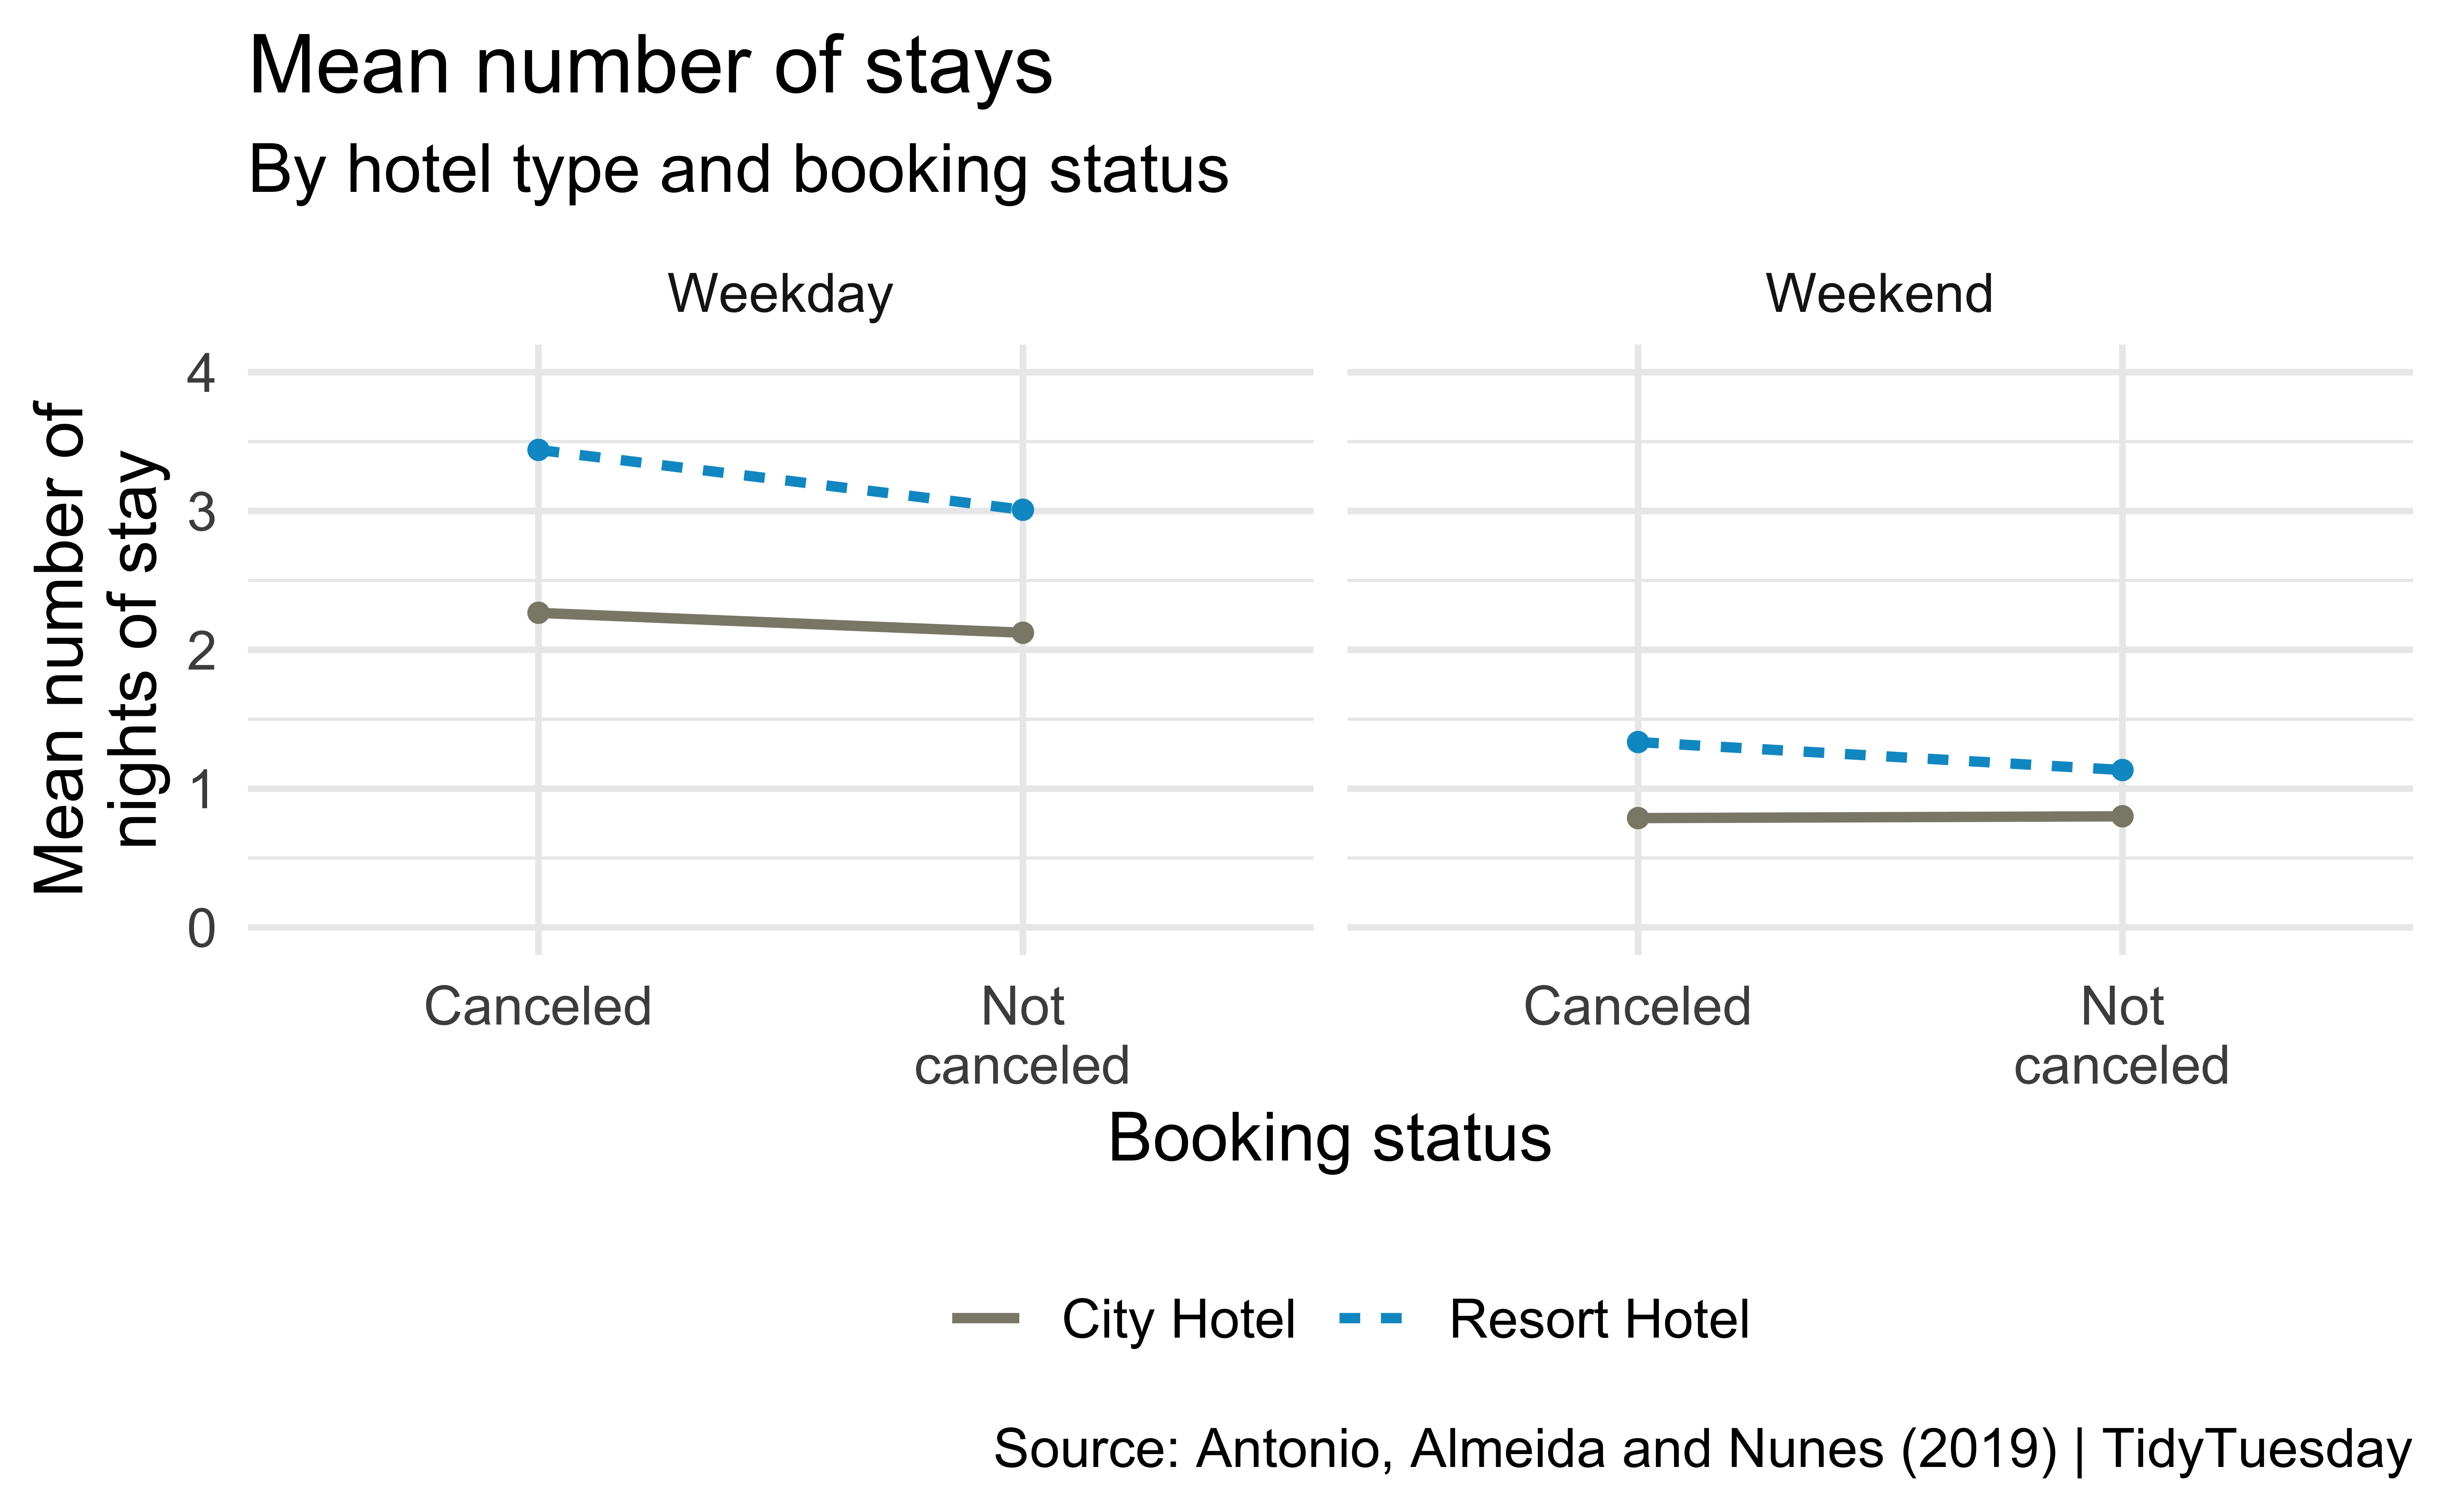 Mean number of stays
By hotel type and booking status
Weekday
Weekend
Mean number of
nights of stay
4
3
2
1
0
Canceled
Not
canceled
Canceled
Not
canceled
Booking status
City Hotel
Resort Hotel
Source: Antonio, Almeida and Nunes (2019) | TidyTuesday